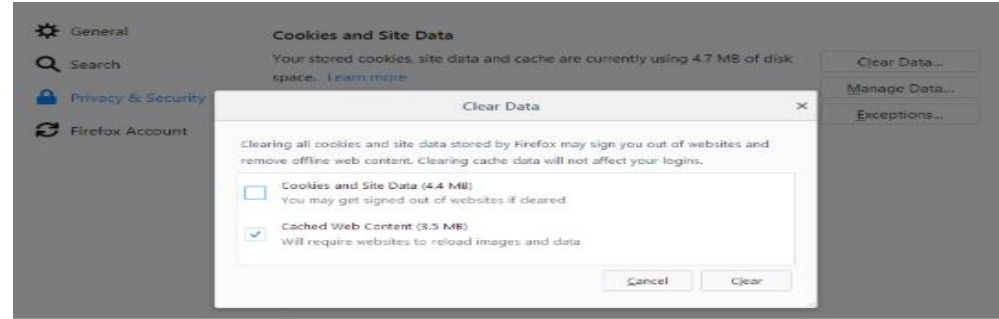 General
Search
Privacy & Security
Firefox Account
Cookies and Site Data
Your stored cookies, site data and cache are currently using 4.7 MB of disk
space. Learn more
Clear Data...
Manage Data...
Exceptions...
Clear Data
Clearing all cookies and site data stored by Firefox may sign you out of websites and
remove offline web content. Clearing cache data will not affect your logins.
Cookies and Site Data (4.4 MB)
You may get signed out of websites if cleared
Cached Web Content (3.5 MB)
Will require websites to reload images and data
Cancel
Clear